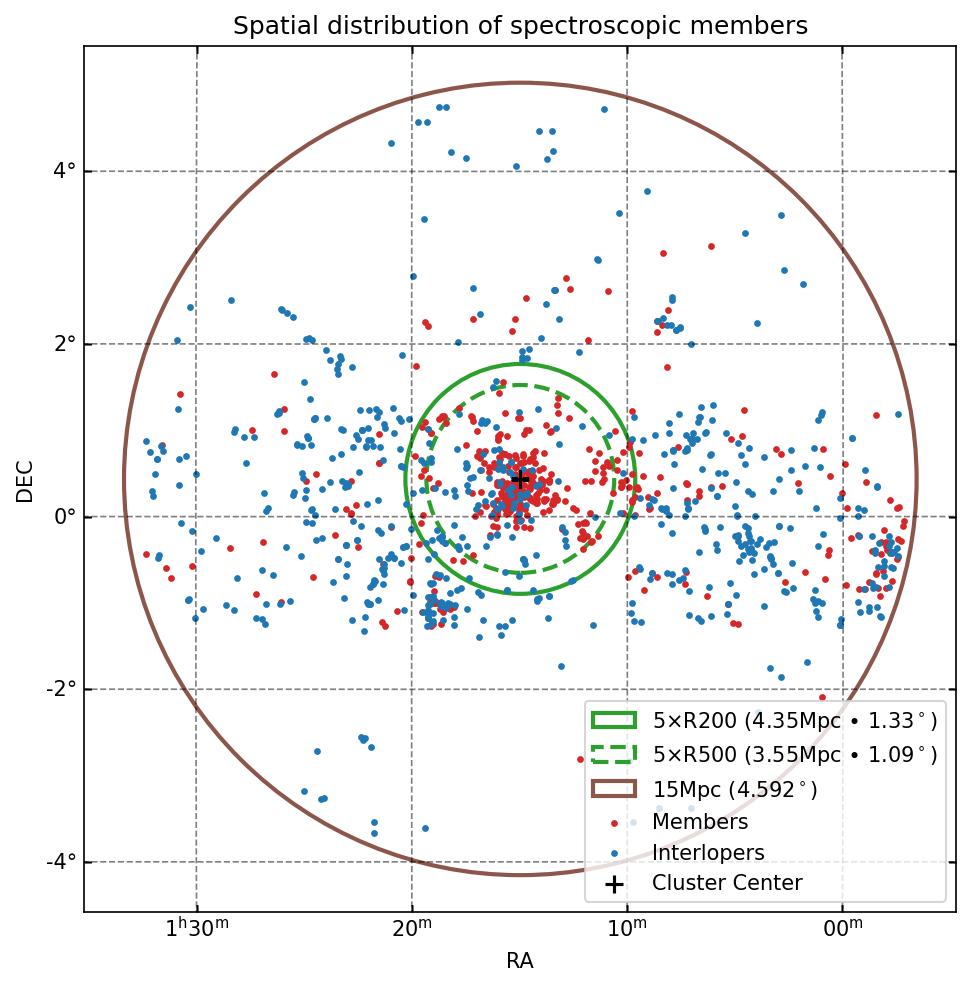 Spatial distribution of spectroscopic members
4°
2°
0°
-2°
-4°
DEC
5×R200 (4.35Mpc • 1.33°)
5×R500 (3.55Mpc • 1.09°)
15Mpc (4.592°)
Members
Interlopers
Cluster Center
1ʰ30ᵐ 20ᵐ 10ᵐ 00ᵐ
RA